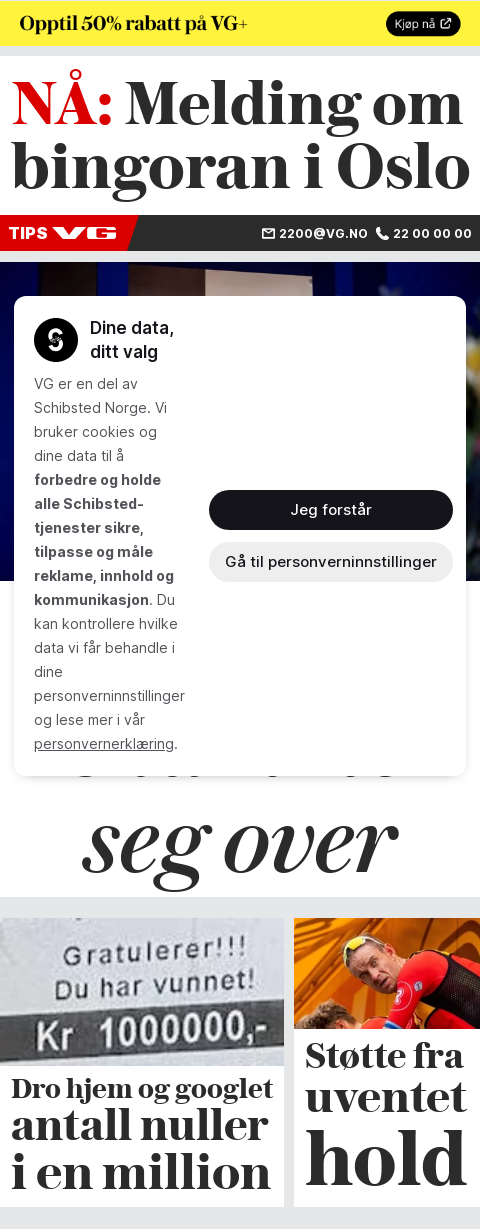 Opptil 50% rabatt på VG+
Kjøp nå
NÅ: Melding om
bingoran i Oslo
TIPS VG
2200@VG.NO 22 00 00 00
Dine data,
ditt valg
VG er en del av
Schibsted Norge. Vi
bruker cookies og
dine data til å
forbedre og holde
alle Schibsted-
tjenester sikre,
tilpasse og måle
reklame, innhold og
kommunikasjon. Du
kan kontrollere hvilke
data vi får behandle i
dine
personverninnstillinger
og lese mer i vår
personvernerklæring.
Jeg forstår
Gå til personverninnstillinger
seg over
Gratulerer!!!
Du har vunnet!
Kr 1000000,-
Dro hjem og googlet
antall nuller
i en million
Støtte fra
uventet
hold